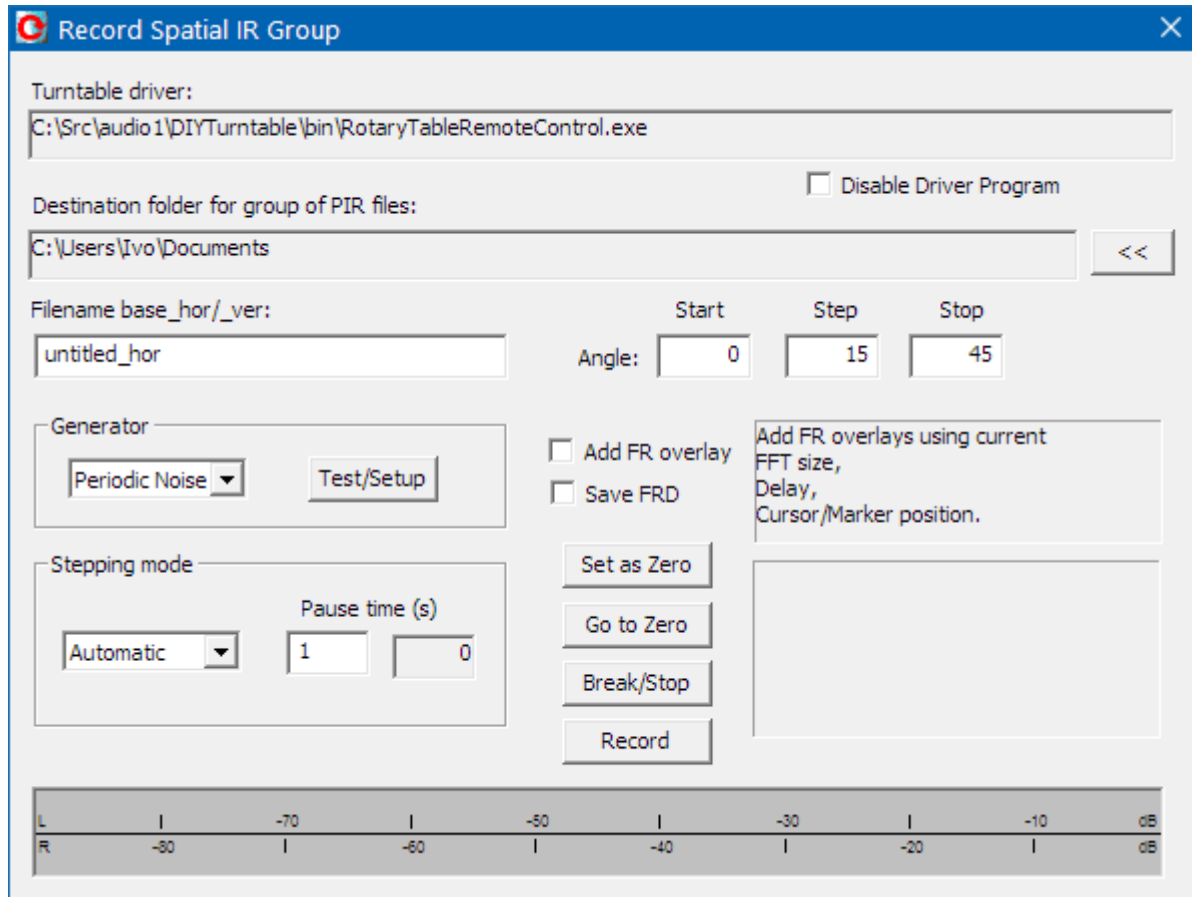 Record Spatial IR Group
Turntable driver:
C:\Src\audio1\DIYTurntable\bin\RotaryTableRemoteControl.exe
Disable Driver Program
Destination folder for group of PIR files:
C:\Users\Ivo\Documents
<<
Filename base_hor/_ver:
Start Step Stop
untitled_hor
Angle: 0 15 45
Generator
Periodic Noise
Test/Setup
Add FR overlay
Save FRD
Add FR overlays using current
FFT size,
Delay,
Cursor/Marker position.
Stepping mode
Pause time (s)
Automatic
1
0
Set as Zero
Go to Zero
Break/Stop
Record
L -70 -50 -30 -10 dB
R -80 -60 -40 -20 dB